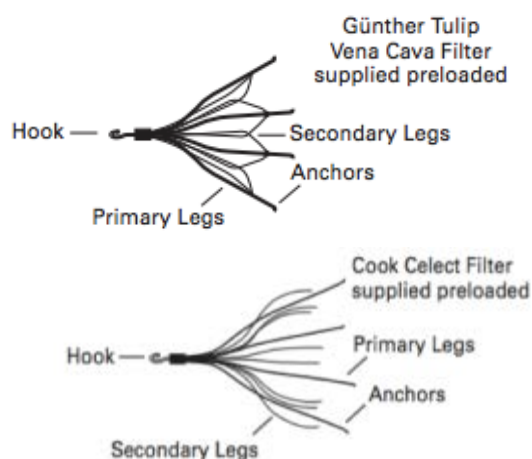 Günther Tulip
Vena Cava Filter
supplied preloaded
Hook
Secondary Legs
Anchors
Primary Legs
Cook Celect Filter
supplied preloaded
Hook
Primary Legs
Anchors
Secondary Legs